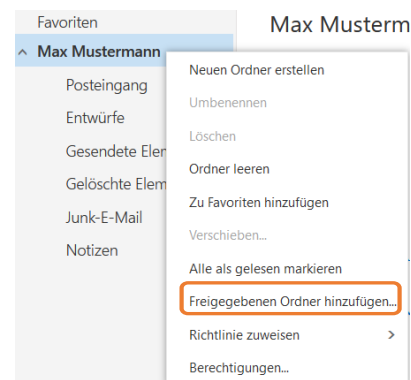 Favoriten
Max Musterm
Max Mustermann
Posteingang
Entwürfe
Gesendete Eler
Gelöschte Elem
Junk-E-Mail
Notizen
Neuen Ordner erstellen
Umbenennen
Löschen
Ordner leeren
Zu Favoriten hinzufügen
Verschieben...
Alle als gelesen markieren
Freigegebenen Ordner hinzufügen...
Richtlinie zuweisen
Berechtigungen...